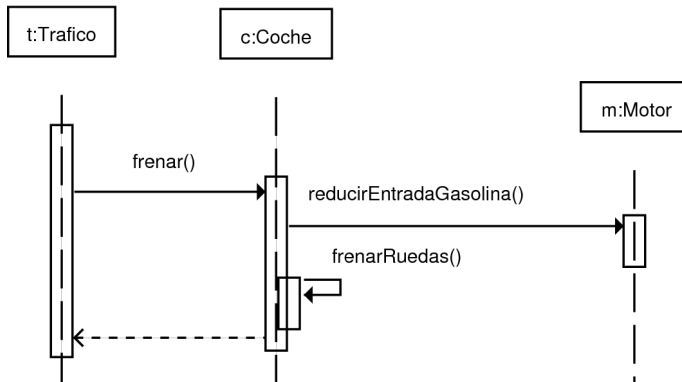 t:Trafico
c:Coche
m:Motor
frenar()
reducirEntradaGasolina()
frenarRuedas()